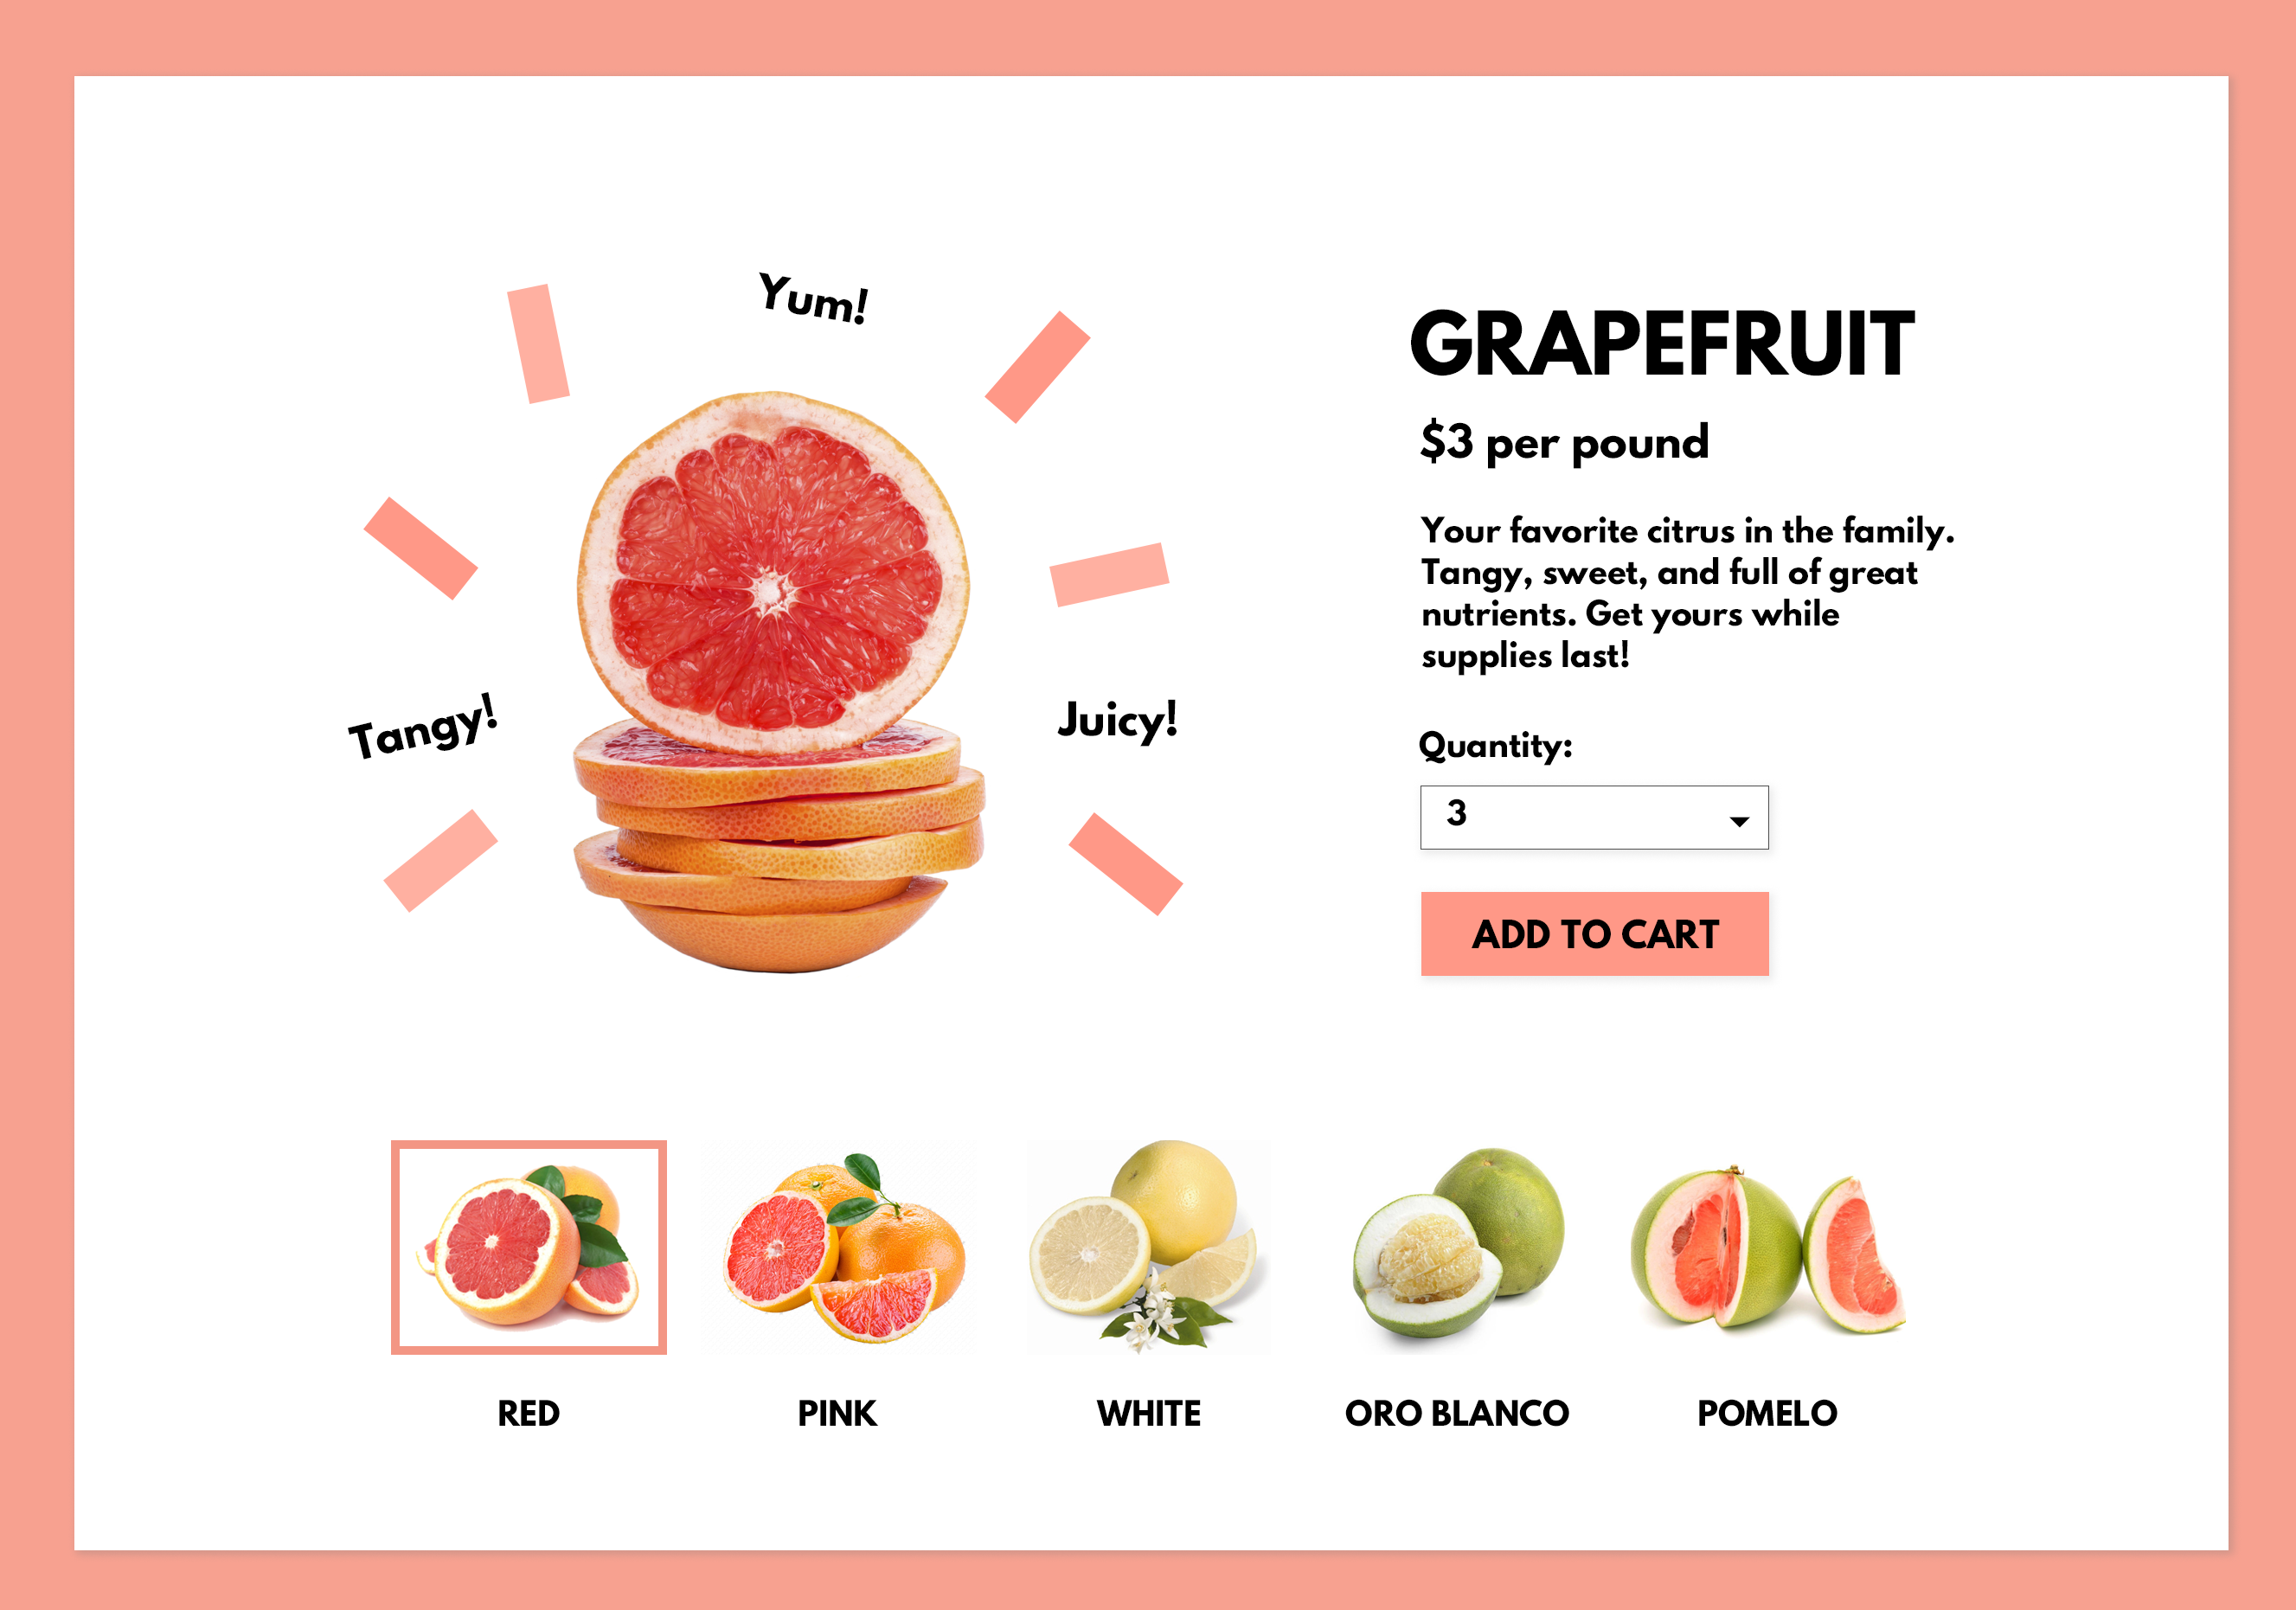 Yum!
Tangy!
Juicy!
GRAPEFRUIT
$3 per pound
Your favorite citrus in the family.
Tangy, sweet, and full of great
nutrients. Get yours while
supplies last!
Quantity:
3
ADD TO CART
RED
PINK
WHITE
ORO BLANCO
POMELO